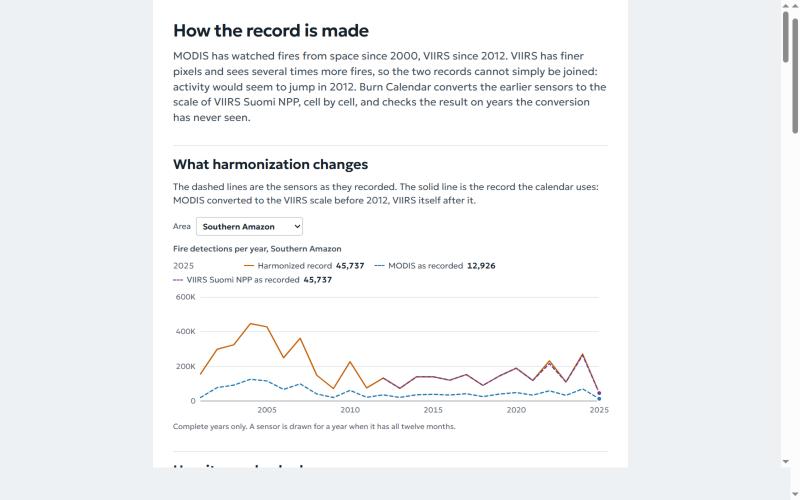 How the record is made
MODIS has watched fires from space since 2000, VIIRS since 2012. VIIRS has finer
pixels and sees several times more fires, so the two records cannot simply be joined:
activity would seem to jump in 2012. Burn Calendar converts the earlier sensors to the
scale of VIIRS Suomi NPP, cell by cell, and checks the result on years the conversion
has never seen.
What harmonization changes
The dashed lines are the sensors as they recorded. The solid line is the record the calendar uses:
MODIS converted to the VIIRS scale before 2012, VIIRS itself after it.
Area Southern Amazon
Fire detections per year, Southern Amazon
2025 Harmonized record 45,737 MODIS as recorded 12,926
VIIRS Suomi NPP as recorded 45,737
600K
400K
200K
0
2005 2010 2015 2020 2025
Complete years only. A sensor is drawn for a year when it has all twelve months.